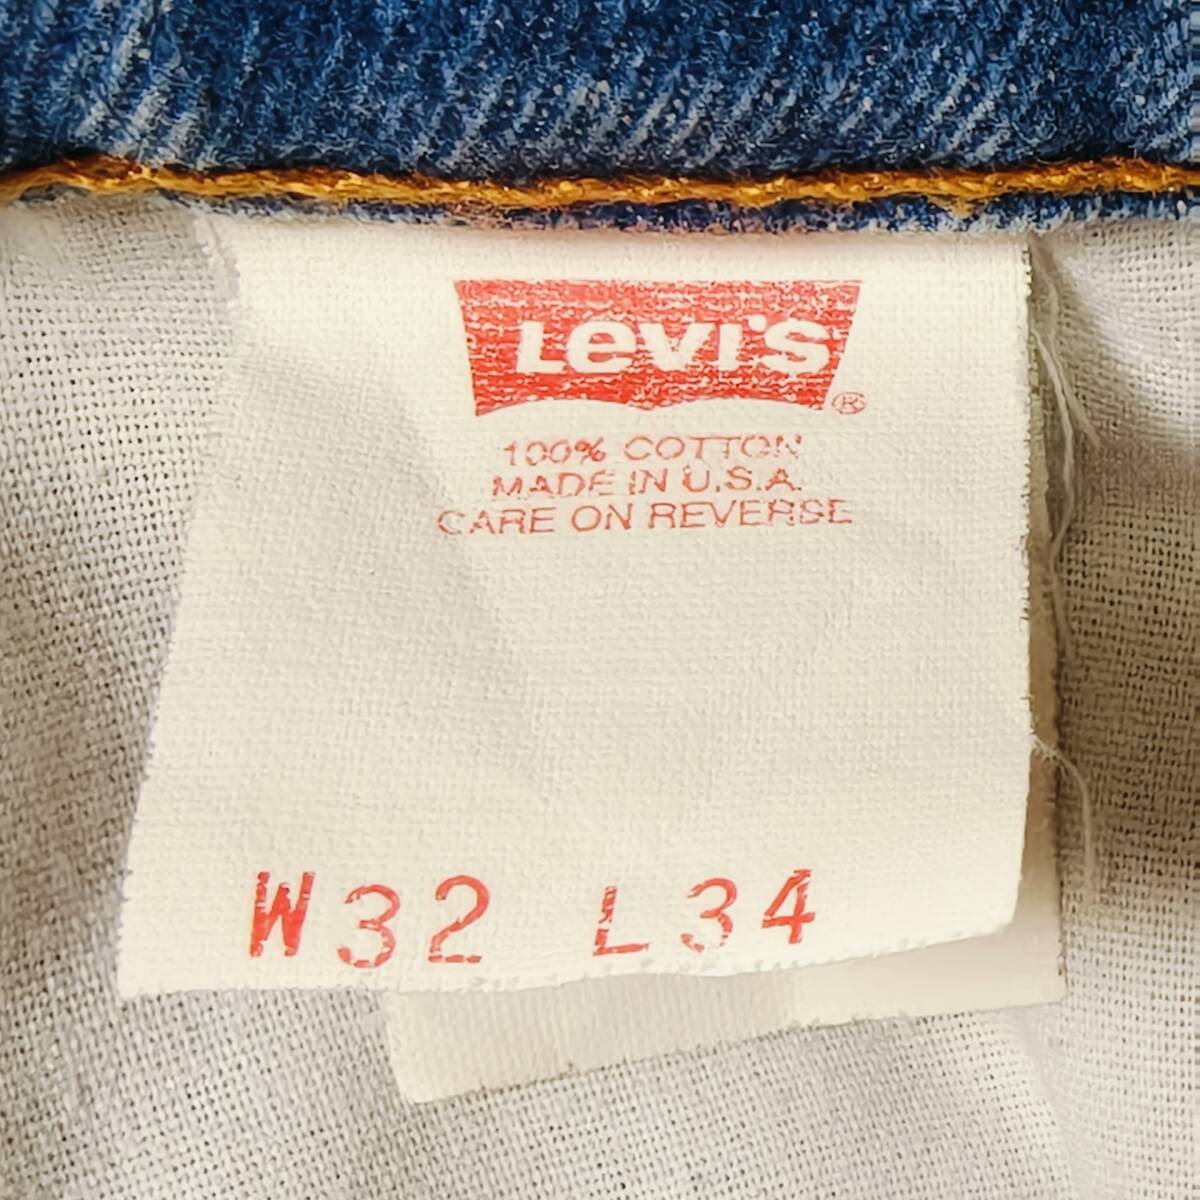 Levi's®
100% COTTON
MADE IN U.S.A.
CARE ON REVERSE
W32 L34